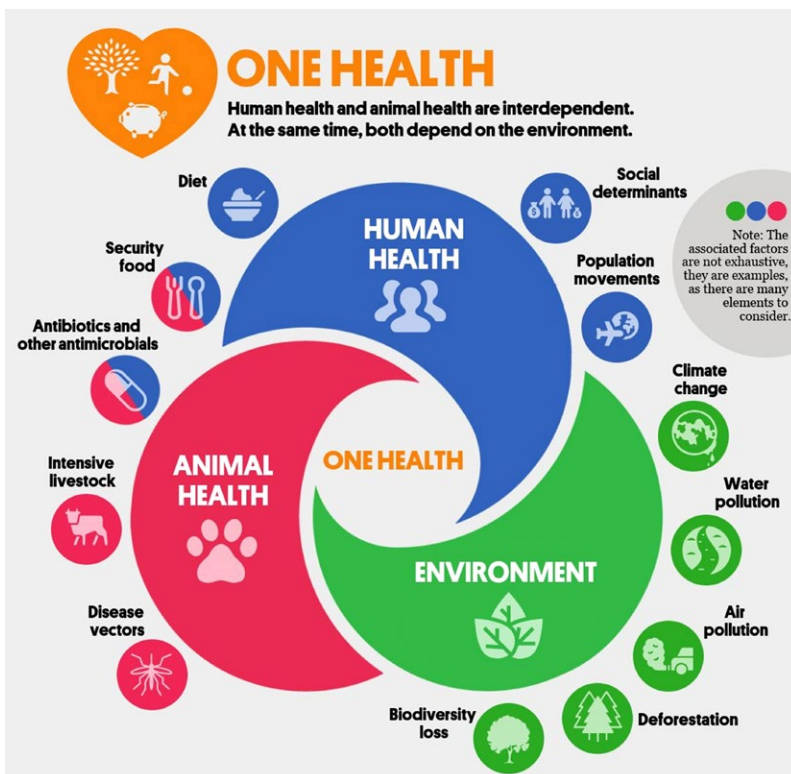 ONE HEALTH
Human health and animal health are interdependent.
At the same time, both depend on the environment.
Diet
Social
determinants
Security
food
HUMAN
HEALTH
Population
movements
Note: The
associated factors
are not exhaustive,
they are examples,
as there are many
elements to
consider.
Antibiotics and
other antimicrobials
Climate
change
Intensive
livestock
ANIMAL
HEALTH
ONE HEALTH
Water
pollution
ENVIRONMENT
Disease
vectors
Air
pollution
Biodiversity
loss
Deforestation